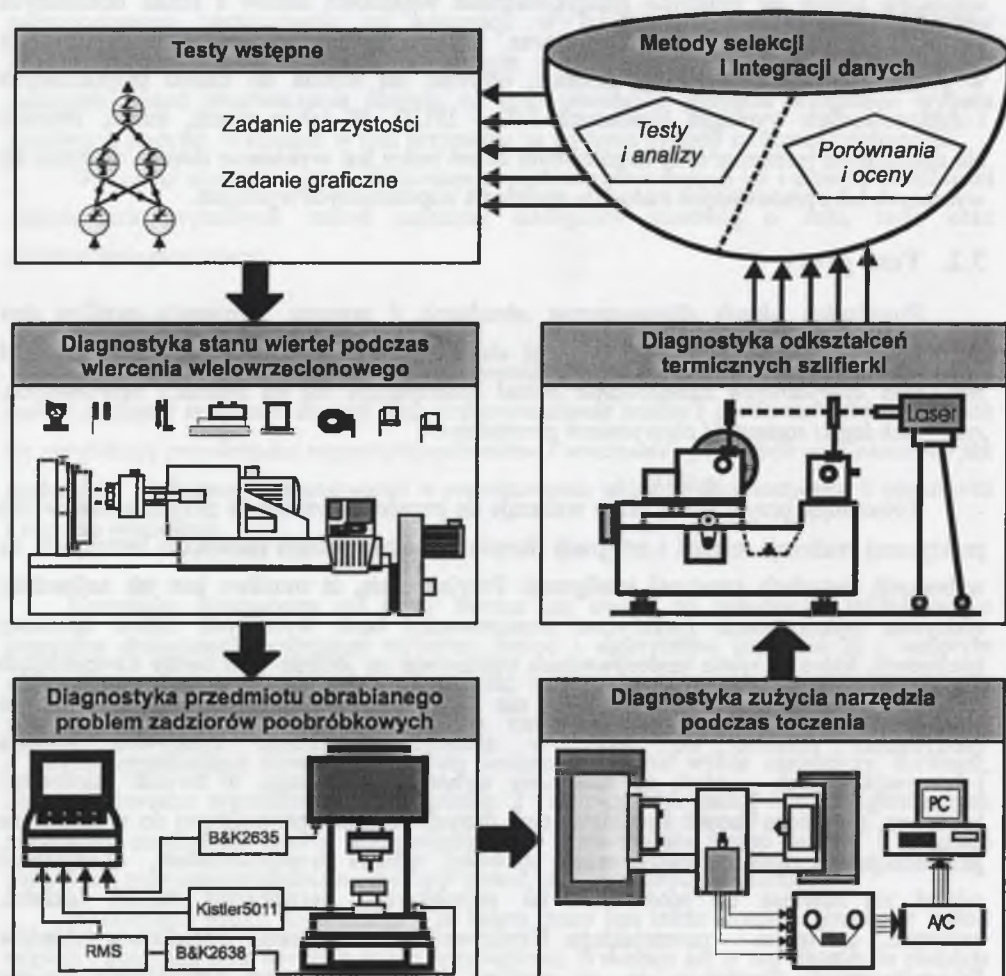 Testy wstępne
Zadanie parzystości
Zadanie graficzne
Metody selekcji
i integracji danych
Testy
i analizy
Porównania
i oceny
Diagnostyka stanu wierteł podczas
wiercenia wielowrzecionowego
Diagnostyka odkształceń
termicznych szlifierki
Laser
Diagnostyka przedmiotu obrabianego
problem zadziorów poobróbkowych
B&K2635
Kistler5011
RMS
B&K2638
Diagnostyka zużycia narzędzia
podczas toczenia
PC
A/C